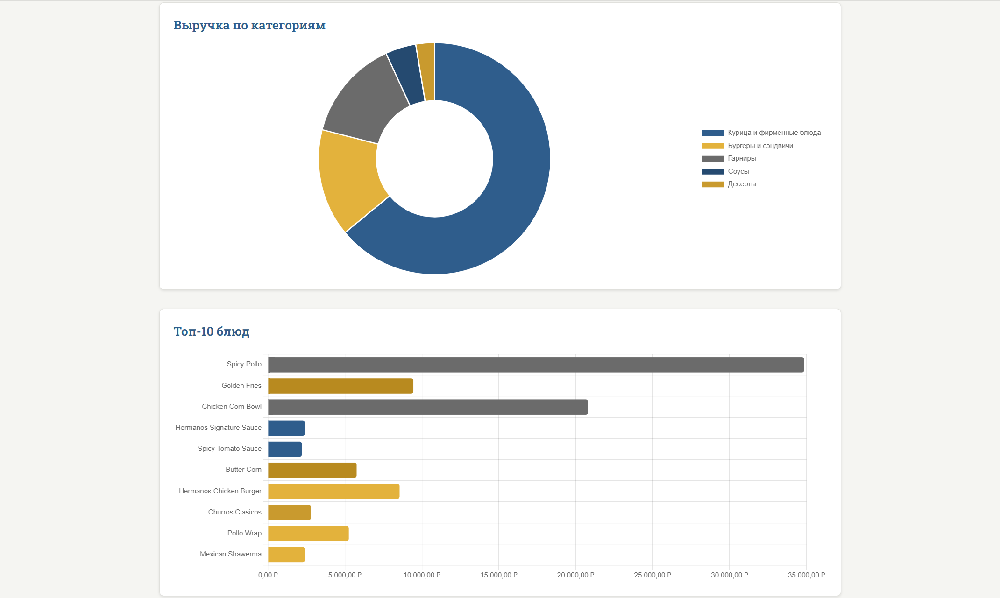 Выручка по категориям
Курица и фирменные блюда
Бургеры и сэндвичи
Гарниры
Соусы
Десерты
Топ-10 блюд
Spicy Pollo
Golden Fries
Chicken Corn Bowl
Hermanos Signature Sauce
Spicy Tomato Sauce
Butter Corn
Hermanos Chicken Burger
Churros Clasicos
Pollo Wrap
Mexican Shawerma
0,00 ₽ 5 000,00 ₽ 10 000,00 ₽ 15 000,00 ₽ 20 000,00 ₽ 25 000,00 ₽ 30 000,00 ₽ 35 000,00 ₽